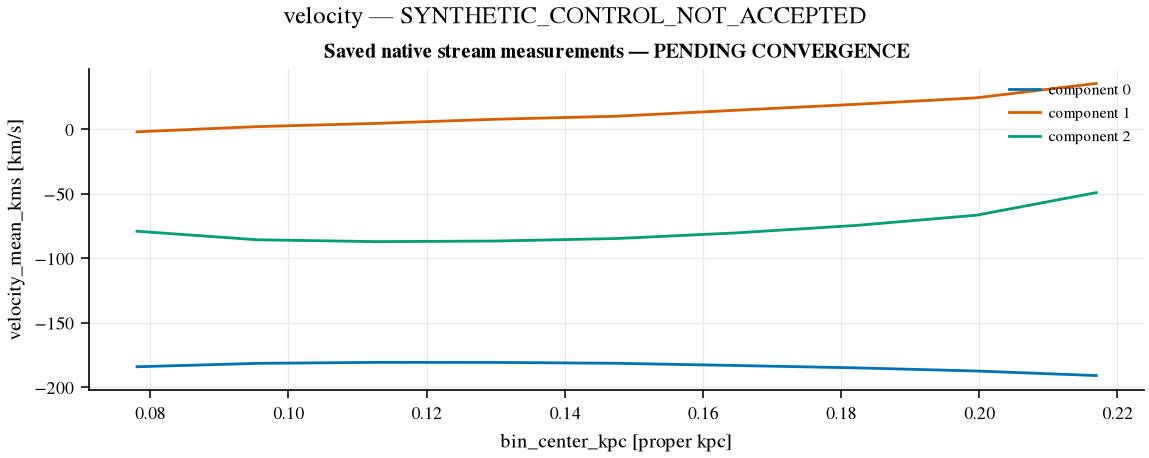 velocity — SYNTHETIC_CONTROL_NOT_ACCEPTED
Saved native stream measurements — PENDING CONVERGENCE
component 0
component 1
component 2
velocity_mean_kms [km/s]
0
−50
−100
−150
−200
0.08 0.10 0.12 0.14 0.16 0.18 0.20 0.22
bin_center_kpc [proper kpc]